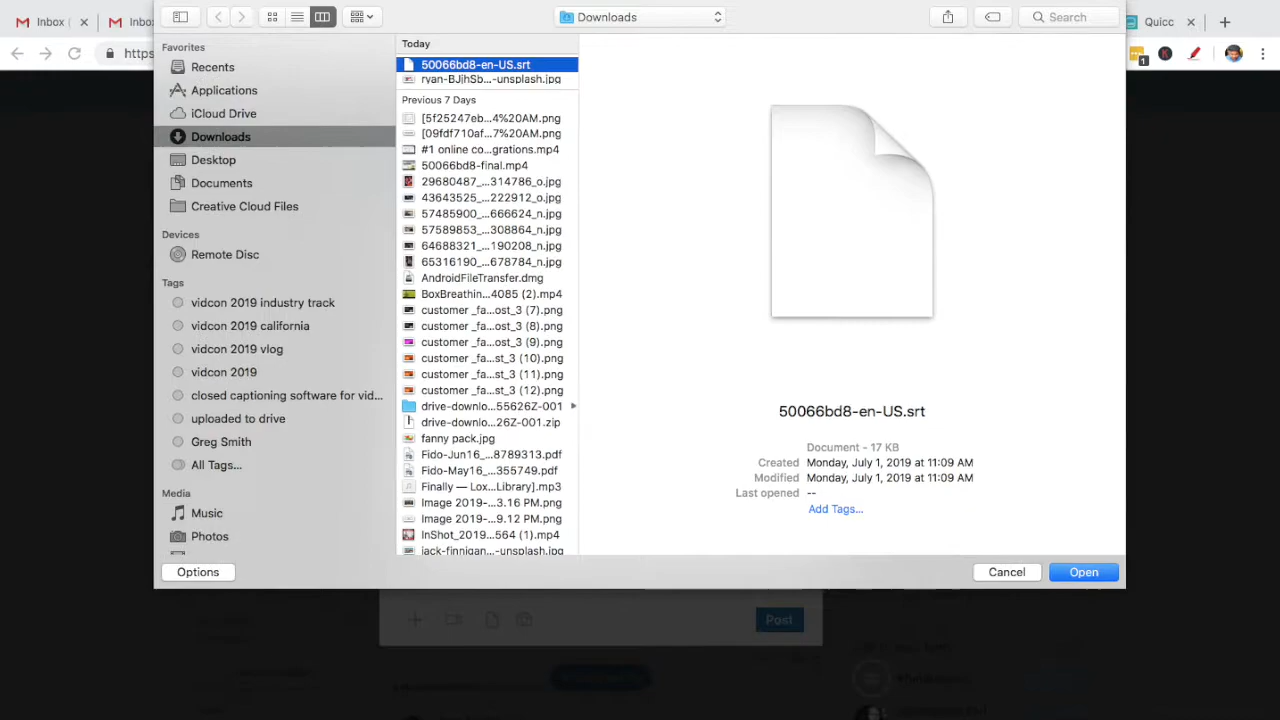 Inbox (
Inbo
Quicc
https
1
Downloads
Search
Favorites
Recents
Applications
iCloud Drive
Downloads
Desktop
Documents
Creative Cloud Files
Devices
Remote Disc
Tags
vidcon 2019 industry track
vidcon 2019 california
vidcon 2019 vlog
vidcon 2019
closed captioning software for vid...
uploaded to drive
Greg Smith
All Tags...
Media
Music
Photos
Options
Today
50066bd8-en-US.srt
ryan-BJjhSb...-unsplash.jpg
Previous 7 Days
[5f25247eb...4%20AM.png
[09fdf710af...7%20AM.png
#1 online co...grations.mp4
50066bd8-final.mp4
29680487_...314786_o.jpg
43643525_...222912_o.jpg
57485900_...666624_n.jpg
57589853_...308864_n.jpg
64688321_...190208_n.jpg
65316190_...678784_n.jpg
AndroidFileTransfer.dmg
BoxBreathin...4085 (2).mp4
customer _fa...ost_3 (7).png
customer _fa...ost_3 (8).png
customer _fa...ost_3 (9).png
customer _fa...st_3 (10).png
customer _fa...st_3 (11).png
customer _fa...st_3 (12).png
drive-downlo...55626Z-001
drive-downlo...26Z-001.zip
fanny pack.jpg
Fido-Jun16_...8789313.pdf
Fido-May16_...355749.pdf
Finally — Lox...Library].mp3
Image 2019-...3.16 PM.png
Image 2019-...9.12 PM.png
InShot_2019...564 (1).mp4
jack-finnigan...-unsplash.jpg
50066bd8-en-US.srt
Document - 17 KB
Created Monday, July 1, 2019 at 11:09 AM
Modified Monday, July 1, 2019 at 11:09 AM
Last opened --
Add Tags...
Cancel
Open
Post